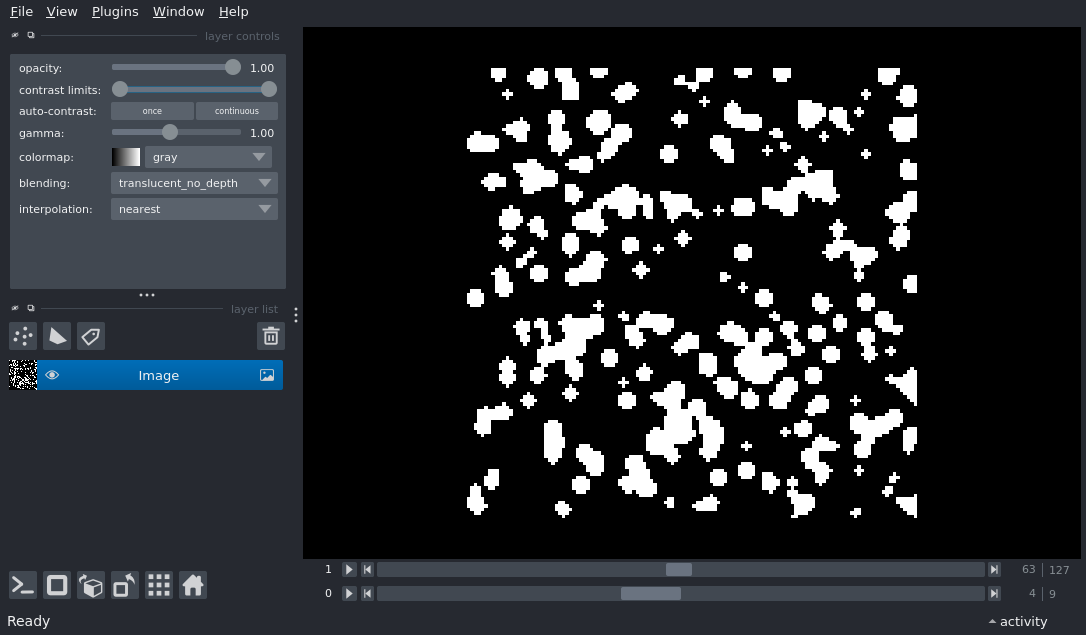 File View Plugins Window Help
layer controls
opacity: 1.00
contrast limits:
auto-contrast: once continuous
gamma: 1.00
colormap: gray
blending: translucent_no_depth
interpolation: nearest
layer list
Image
1 63 127
0 4 9
Ready activity